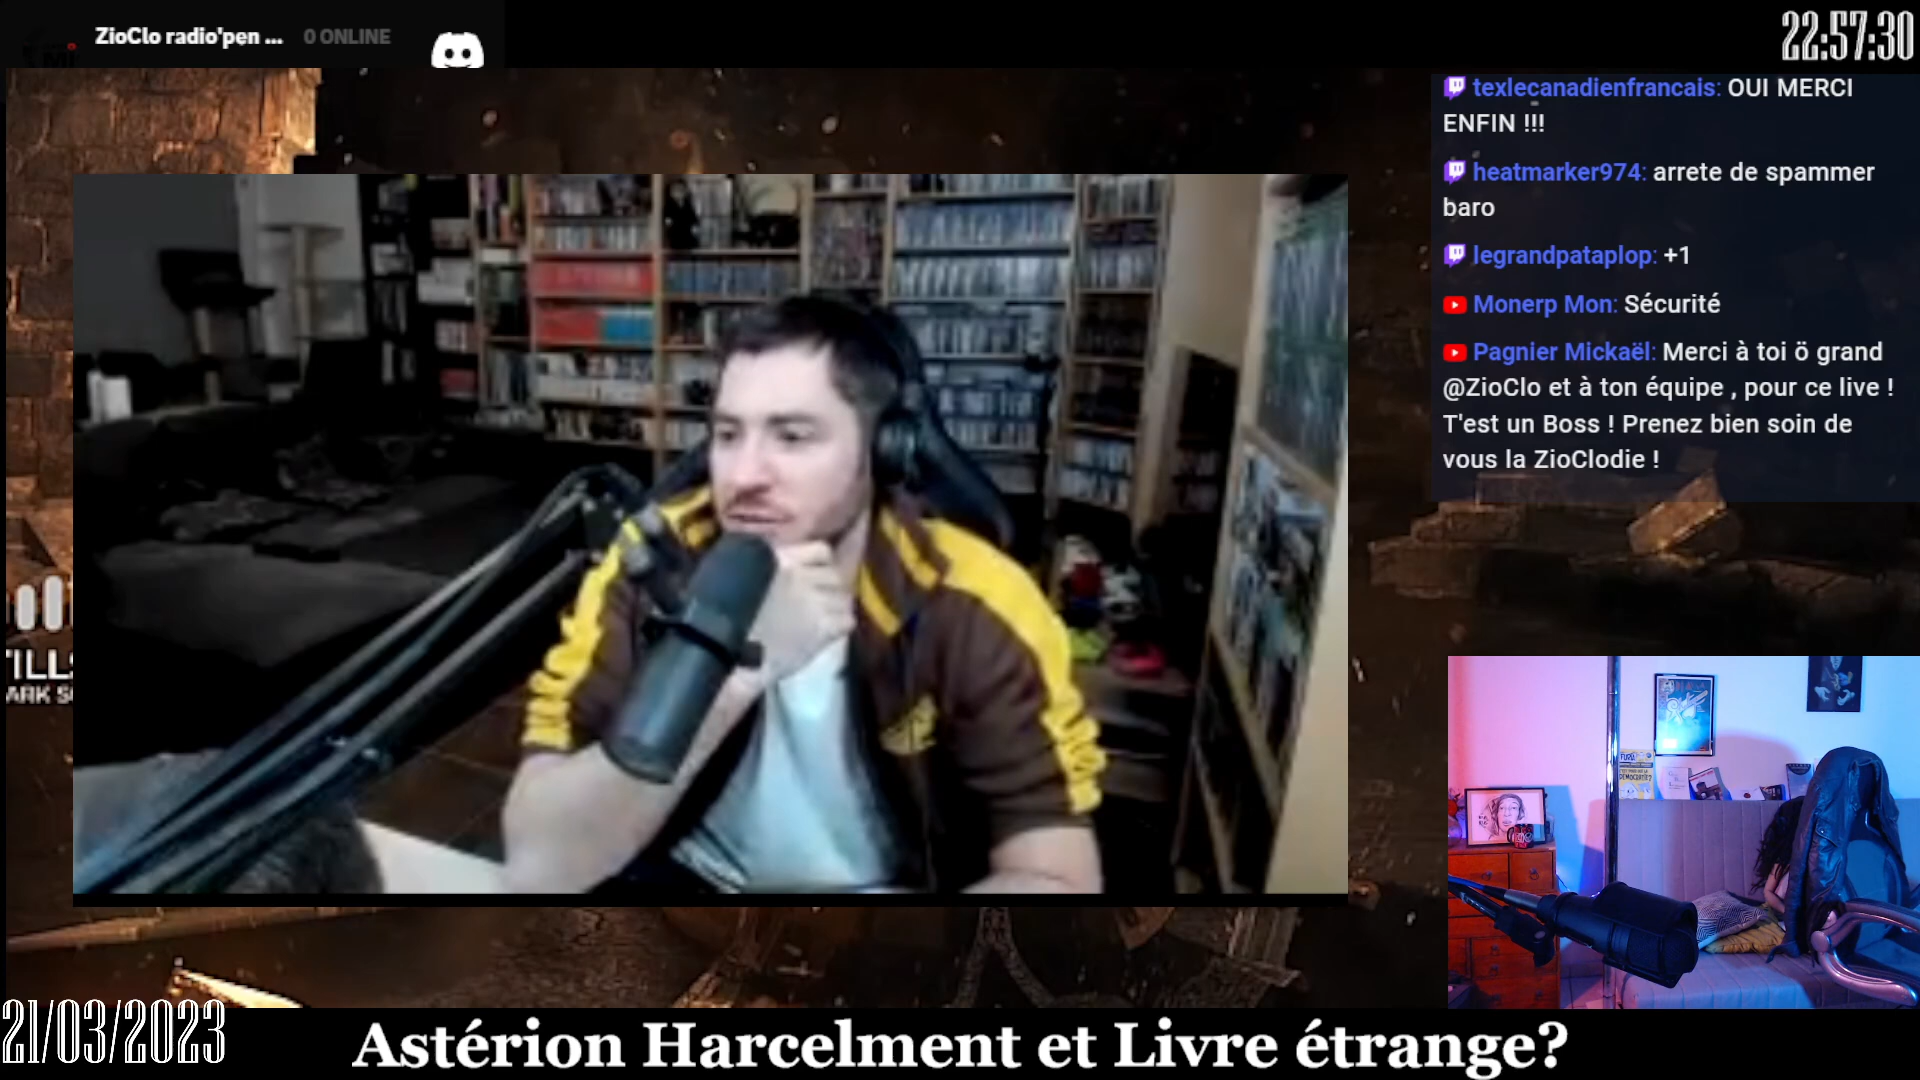 ZioClo radio'pen ... 0 ONLINE
22:57:30
texlecanadienfrancais: OUI MERCI
ENFIN !!!
heatmarker974: arrete de spammer
baro
legrandpataplop: +1
Monerp Mon: Sécurité
Pagnier Mickaël: Merci à toi ö grand
@ZioClo et à ton équipe , pour ce live !
T'est un Boss ! Prenez bien soin de
vous la ZioClodie !
21/03/2023
Astérion Harcelment et Livre étrange?